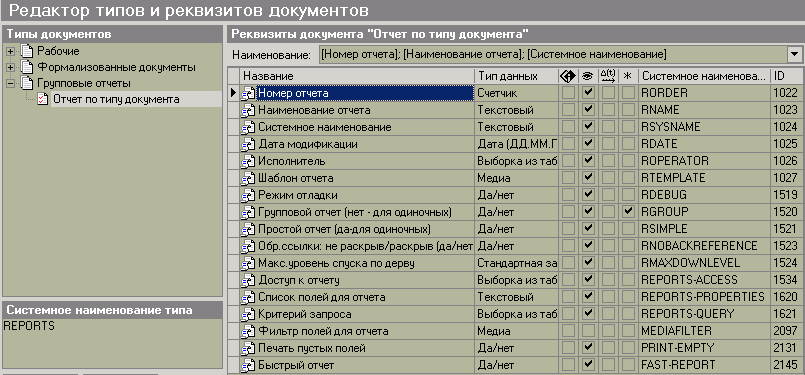 Редактор типов и реквизитов документов
Типы документов
Рабочие
Формализованные документы
Групповые отчеты
Отчет по типу документа
Системное наименование типа
REPORTS
Реквизиты документа "Отчет по типу документа"
Наименование: [Номер отчета]; [Наименование отчета]; [Системное наименование]
Название Тип данных Δ(t) * Системное наименова... ID
Номер отчета Счетчик RORDER 1022
Наименование отчета Текстовый RNAME 1023
Системное наименование Текстовый RSYSNAME 1024
Дата модификации Дата (ДД.ММ.Г RDATE 1025
Исполнитель Выборка из таб ROPERATOR 1026
Шаблон отчета Медиа RTEMPLATE 1027
Режим отладки Да/нет RDEBUG 1519
Групповой отчет (нет - для одиночных) Да/нет RGROUP 1520
Простой отчет (да-для одиночных) Да/нет RSIMPLE 1521
Обр.ссылки: не раскрыв/раскрыв (да/нет Да/нет RNOBACKREFERENCE 1523
Макс.уровень спуска по дерву Стандартная за RMAXDOWNLEVEL 1524
Доступ к отчету Выборка из таб REPORTS-ACCESS 1534
Список полей для отчета Текстовый REPORTS-PROPERTIES 1620
Критерий запроса Выборка из таб REPORTS-QUERY 1621
Фильтр полей для отчета Медиа MEDIAFILTER 2097
Печать пустых полей Да/нет PRINT-EMPTY 2131
Быстрый отчет Да/нет FAST-REPORT 2145